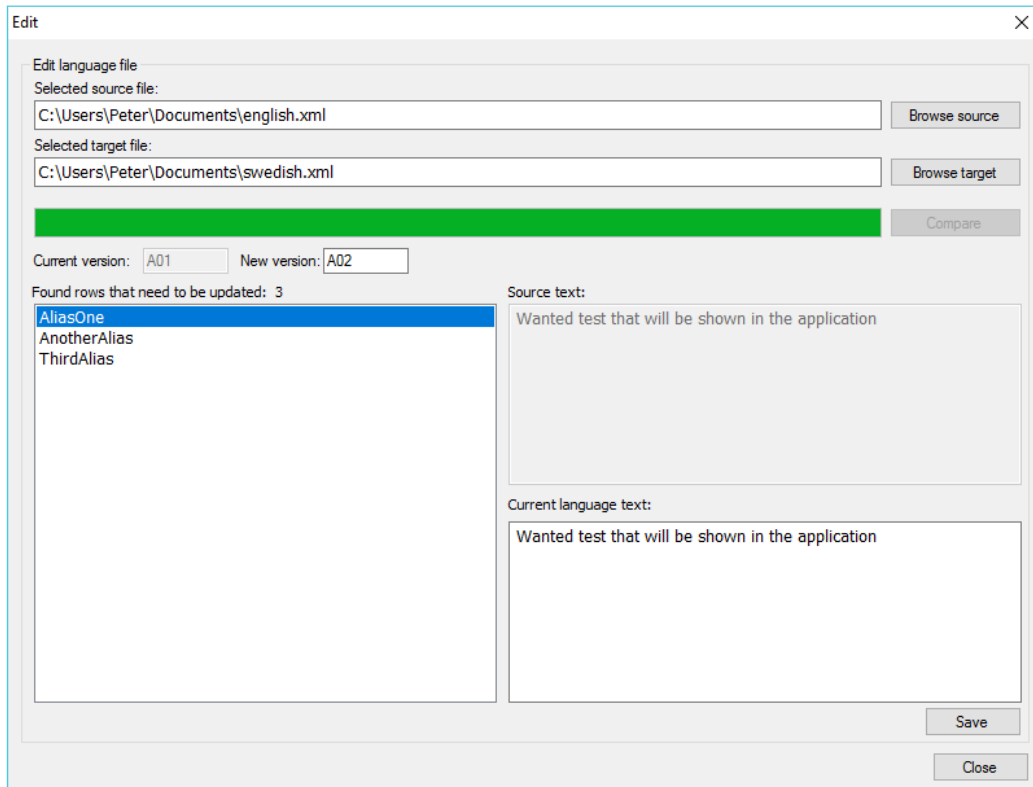 Edit
Edit language file
Selected source file:
C:\Users\Peter\Documents\english.xml
Browse source
Selected target file:
C:\Users\Peter\Documents\swedish.xml
Browse target
Compare
Current version: A01 New version: A02
Found rows that need to be updated: 3
AliasOne
AnotherAlias
ThirdAlias
Source text:
Wanted test that will be shown in the application
Current language text:
Wanted test that will be shown in the application
Save
Close